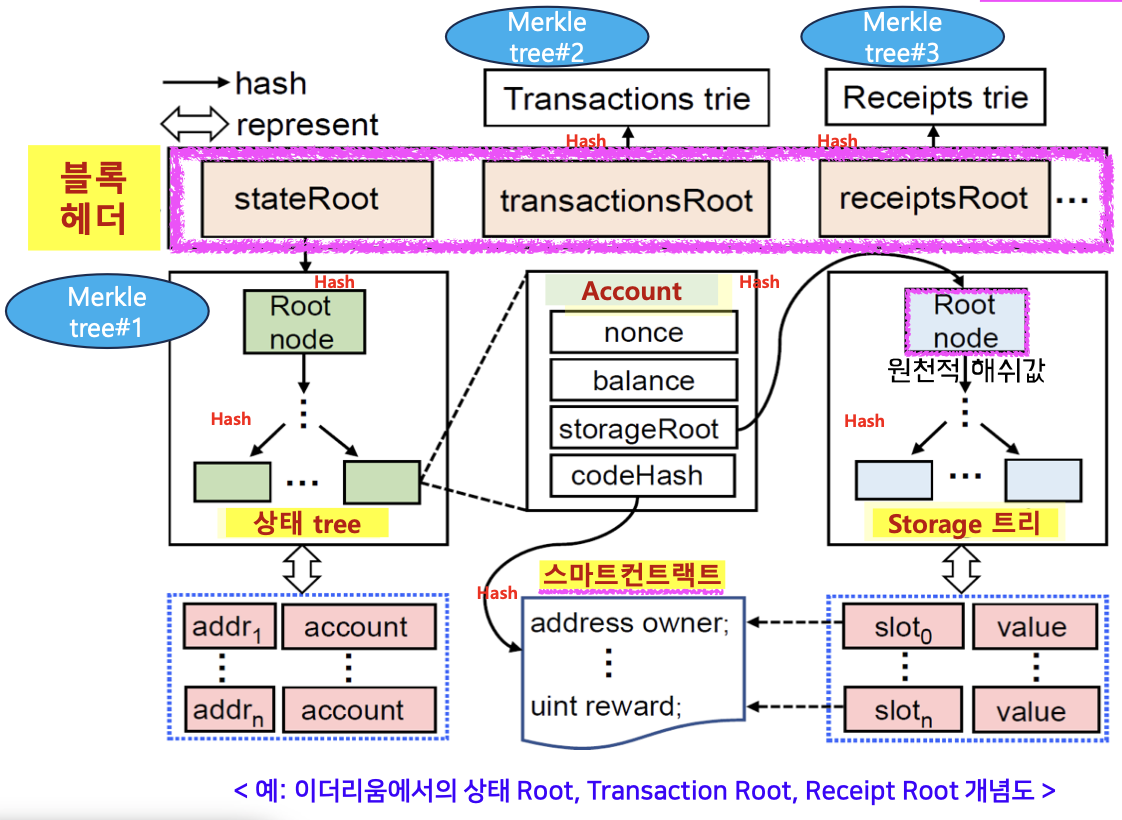 Merkle
tree#2
Merkle
tree#3
hash
represent
Transactions trie
Receipts trie
Hash
Hash
블록
헤더
stateRoot
transactionsRoot
receiptsRoot
...
Merkle
tree#1
Hash
Root
node
Hash
...
상태 tree
Account
nonce
balance
storageRoot
codeHash
Hash
Root
node
원천적 해쉬값
Hash
...
Storage 트리
addr1
account
addrn
account
Hash
스마트컨트랙트
address owner;
uint reward;
slot0
value
slotn
value
< 예: 이더리움에서의 상태 Root, Transaction Root, Receipt Root 개념도 >